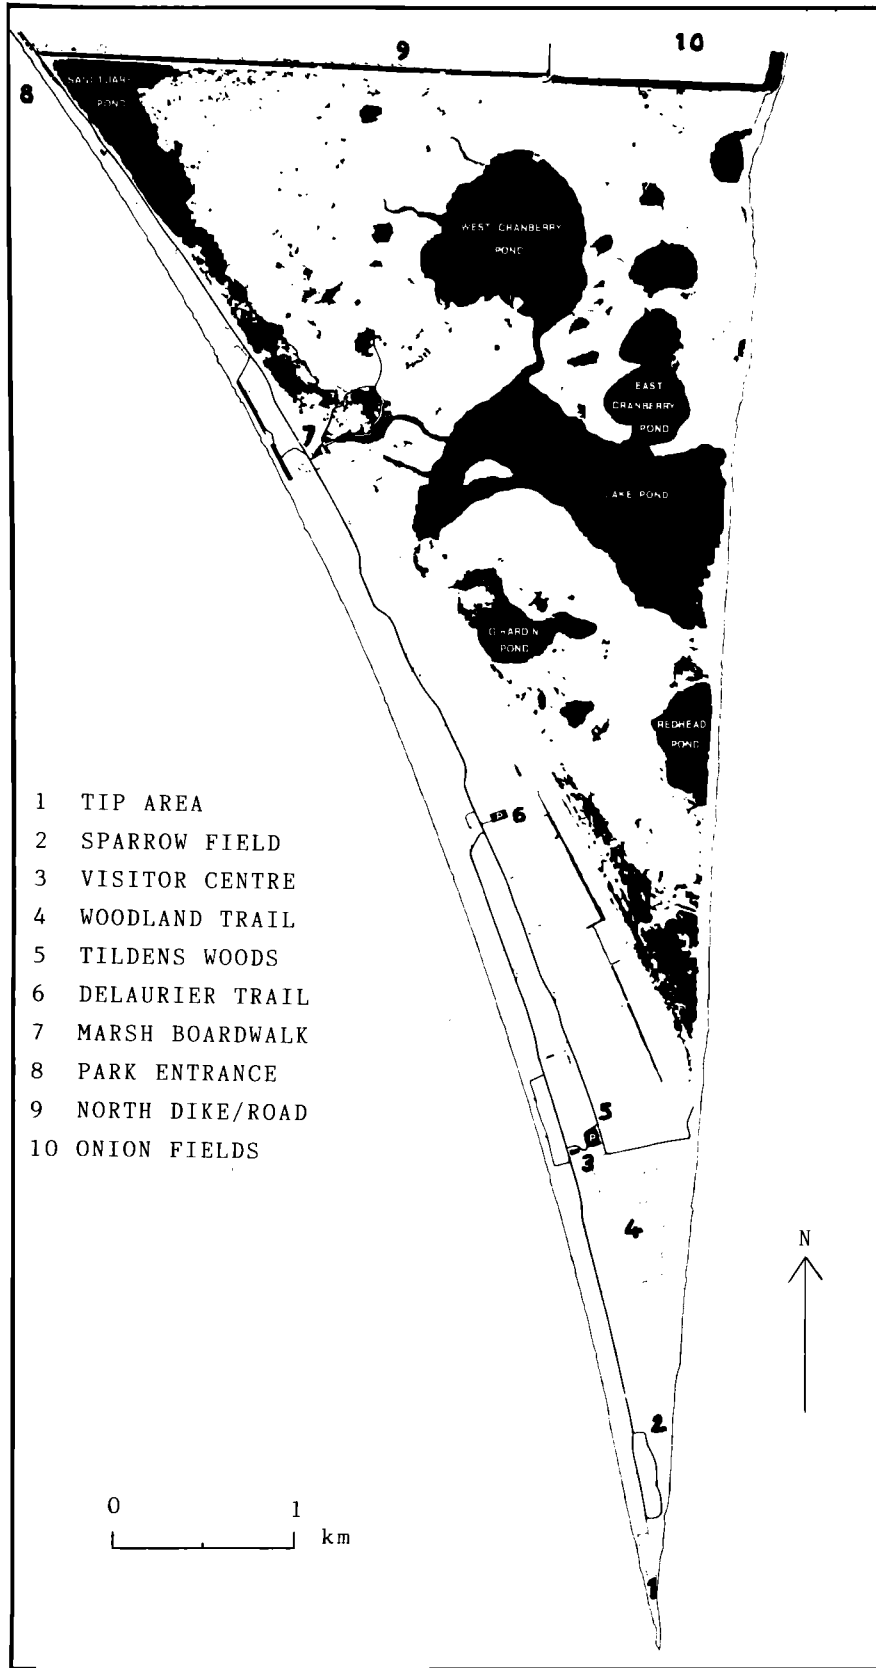 9
10
SANCTUARY
POND
8
WEST CRANBERRY
POND
EAST
CRANBERRY
POND
7
LAKE POND
GIRARDIN
POND
REDHEAD
POND
P 6
1 TIP AREA
2 SPARROW FIELD
3 VISITOR CENTRE
4 WOODLAND TRAIL
5 TILDENS WOODS
6 DELAURIER TRAIL
7 MARSH BOARDWALK
8 PARK ENTRANCE
9 NORTH DIKE/ROAD
10 ONION FIELDS
5
P
3
4
N
2
0 1
km
1